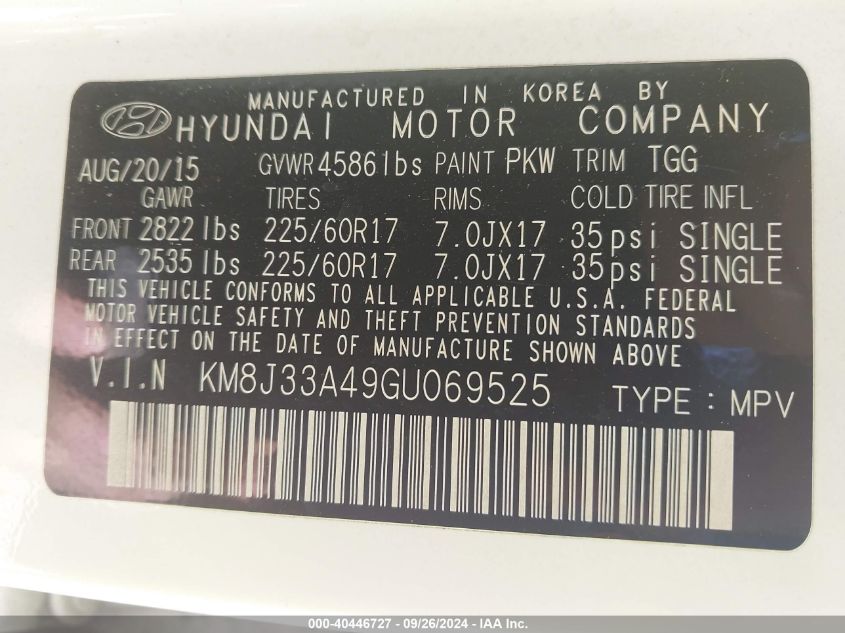 MANUFACTURED IN KOREA BY
HYUNDAI MOTOR COMPANY
AUG/20/15 GVWR 4586 lbs PAINT PKW TRIM TGG
GAWR TIRES RIMS COLD TIRE INFL
FRONT 2822 lbs 225/60R17 7.0JX17 35psi SINGLE
REAR 2535 lbs 225/60R17 7.0JX17 35psi SINGLE
THIS VEHICLE CONFORMS TO ALL APPLICABLE U.S.A. FEDERAL
MOTOR VEHICLE SAFETY AND THEFT PREVENTION STANDARDS
IN EFFECT ON THE DATE OF MANUFACTURE SHOWN ABOVE
V.I.N KM8J33A49GU069525 TYPE : MPV
000-40446727 - 09/26/2024 - IAA Inc.